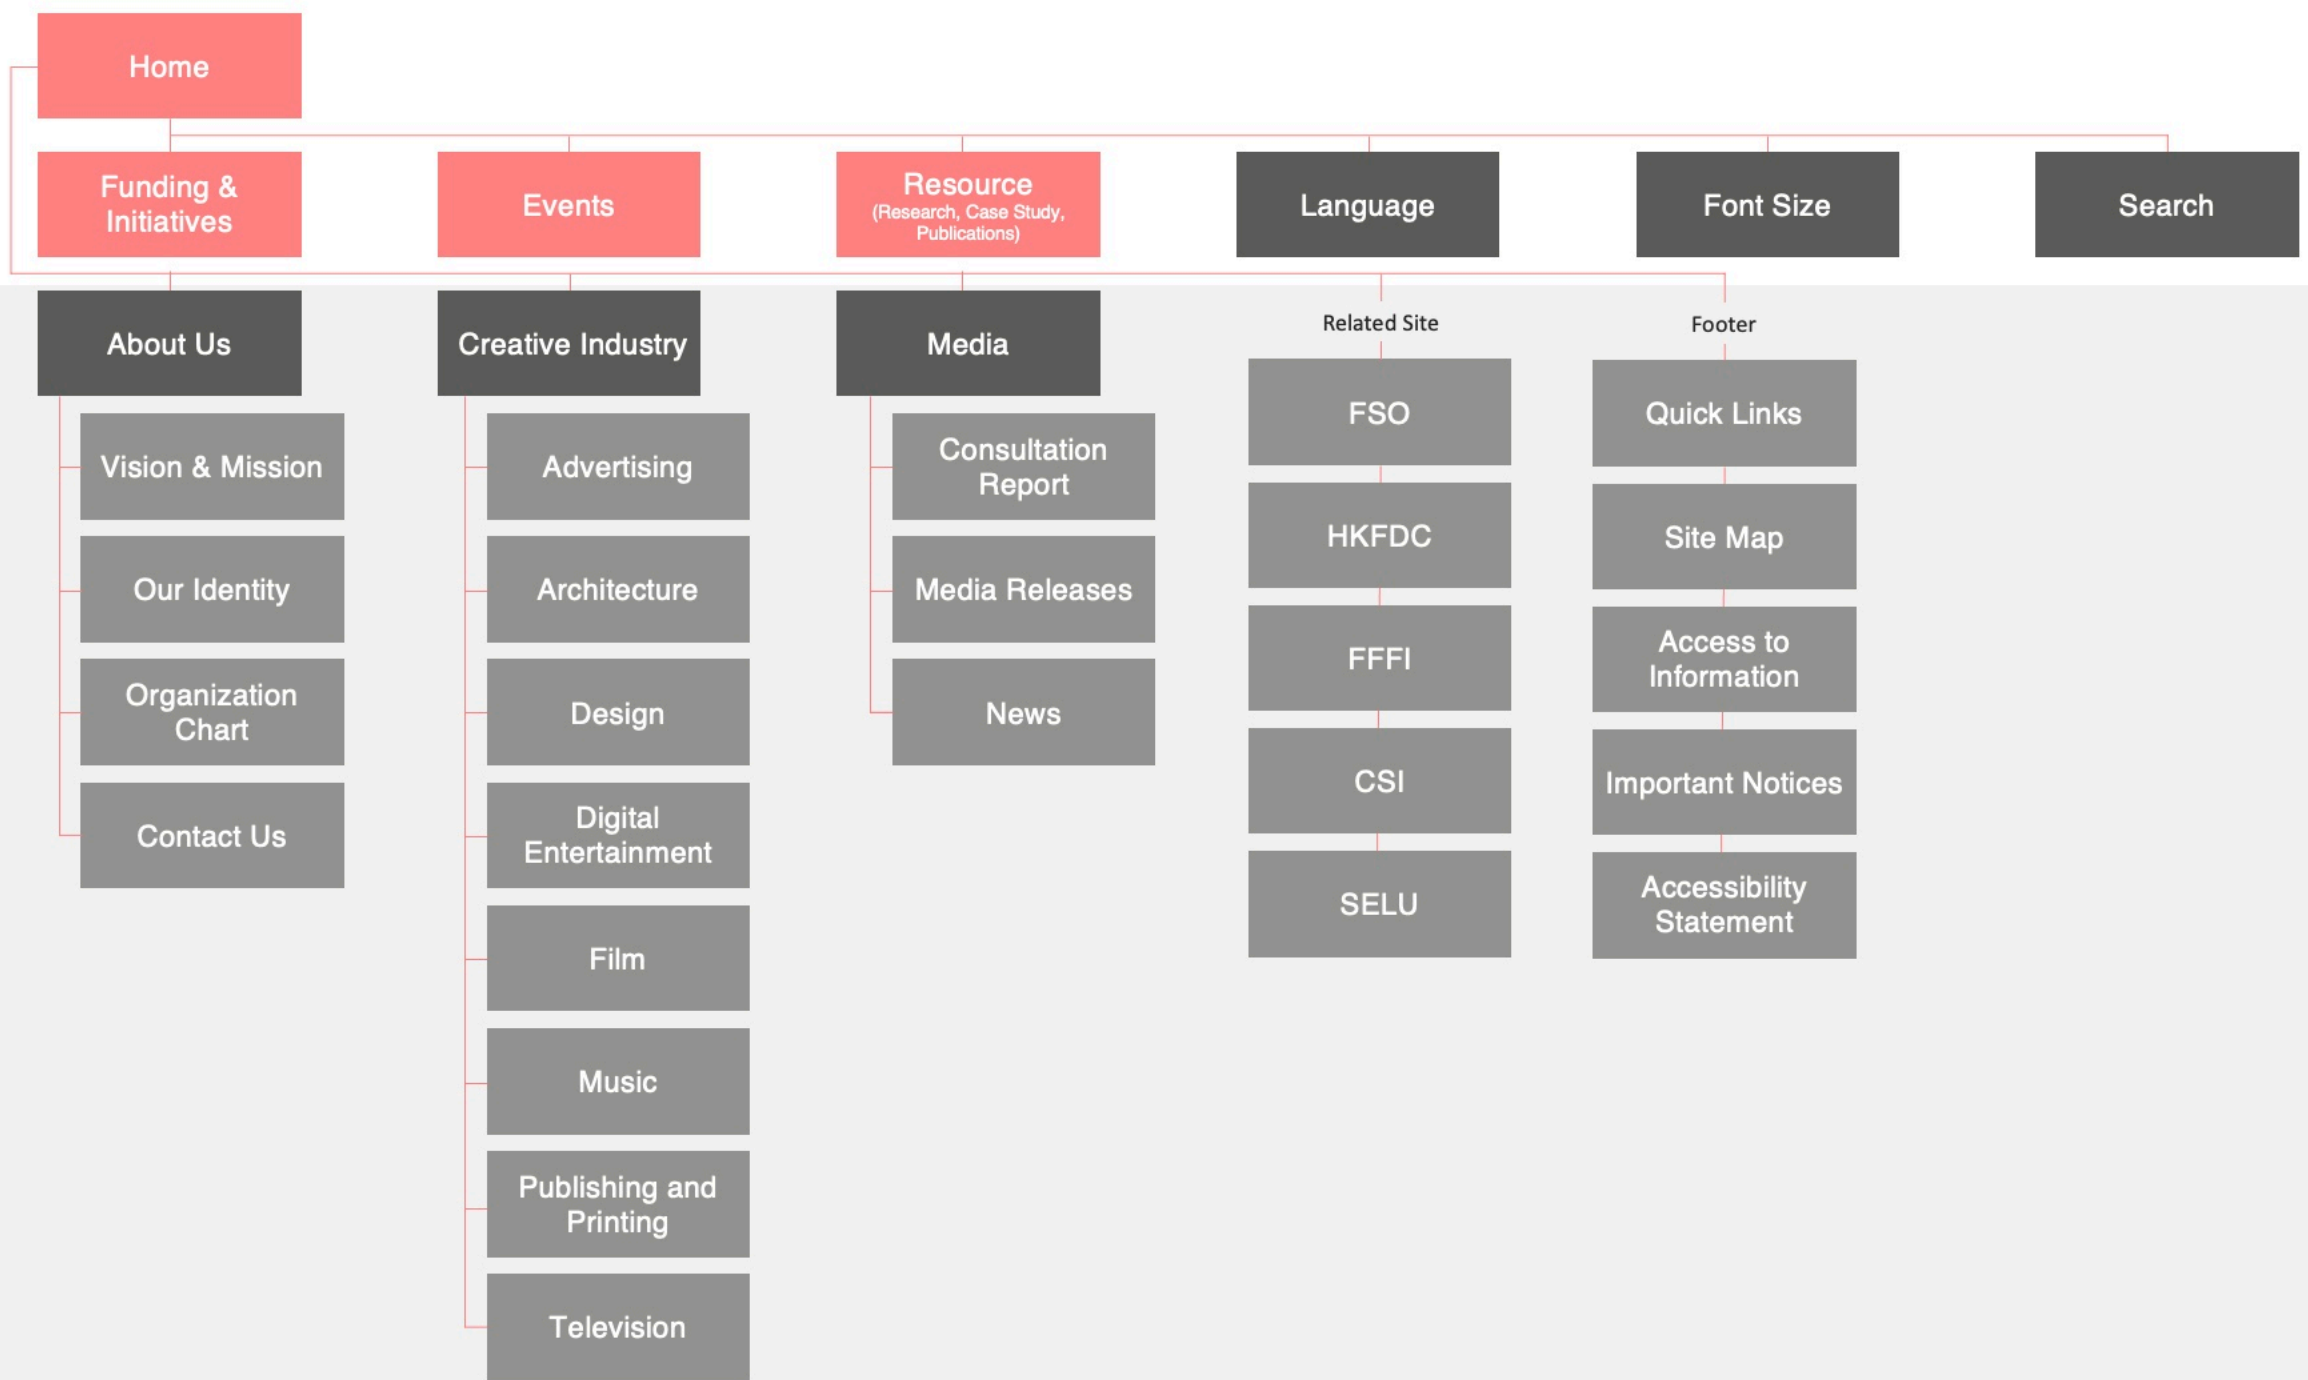 Home
Funding &
Initiatives
Events
Resource
(Research, Case Study,
Publications)
Language
Font Size
Search
About Us
Vision & Mission
Our Identity
Organization
Chart
Contact Us
Creative Industry
Advertising
Architecture
Design
Digital
Entertainment
Film
Music
Publishing and
Printing
Television
Media
Consultation
Report
Media Releases
News
Related Site
FSO
HKFDC
FFFI
CSI
SELU
Footer
Quick Links
Site Map
Access to
Information
Important Notices
Accessibility
Statement